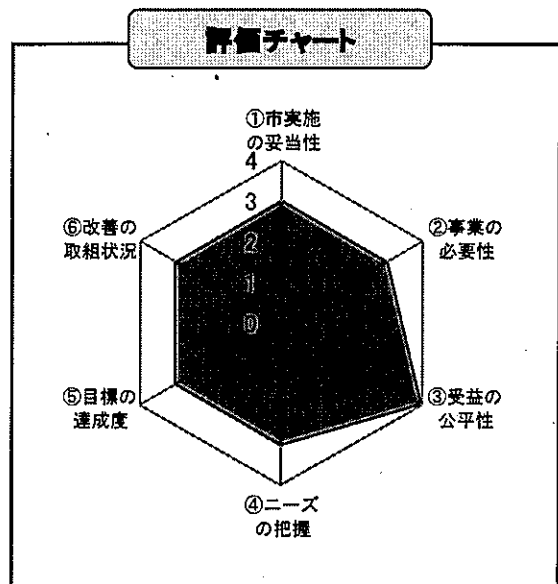 評価チャート
①市実施
の妥当性
4
3
2
1
0
②事業の
必要性
③受益の
公平性
④ニーズ
の把握
⑤目標の
達成度
⑥改善の
取組状況